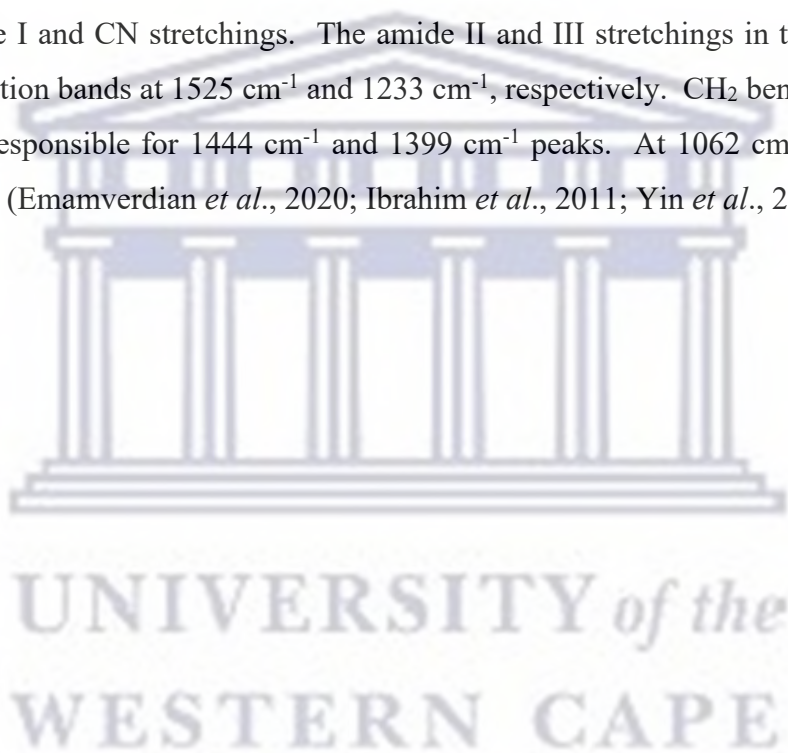 e I and CN stretchings. The amide II and III stretchings in t
tion bands at 1525 cm⁻¹ and 1233 cm⁻¹, respectively. CH₂ ben
esponsible for 1444 cm⁻¹ and 1399 cm⁻¹ peaks. At 1062 cm
(Emamverdian et al., 2020; Ibrahim et al., 2011; Yin et al., 2
UNIVERSITY of the
WESTERN CAPE